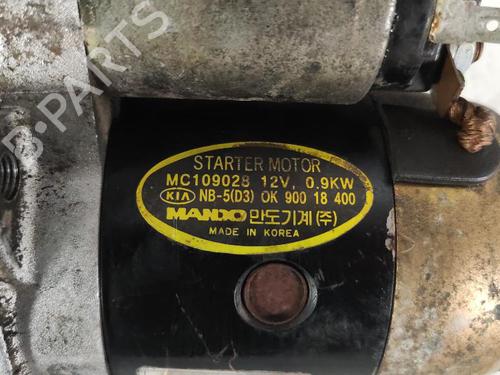 B-PARTS
STARTER MOTOR
MC109028 12V, 0.9KW
KIA NB-5(D3) OK 900 18 400
MANDO 만도기계(주)
MADE IN KOREA